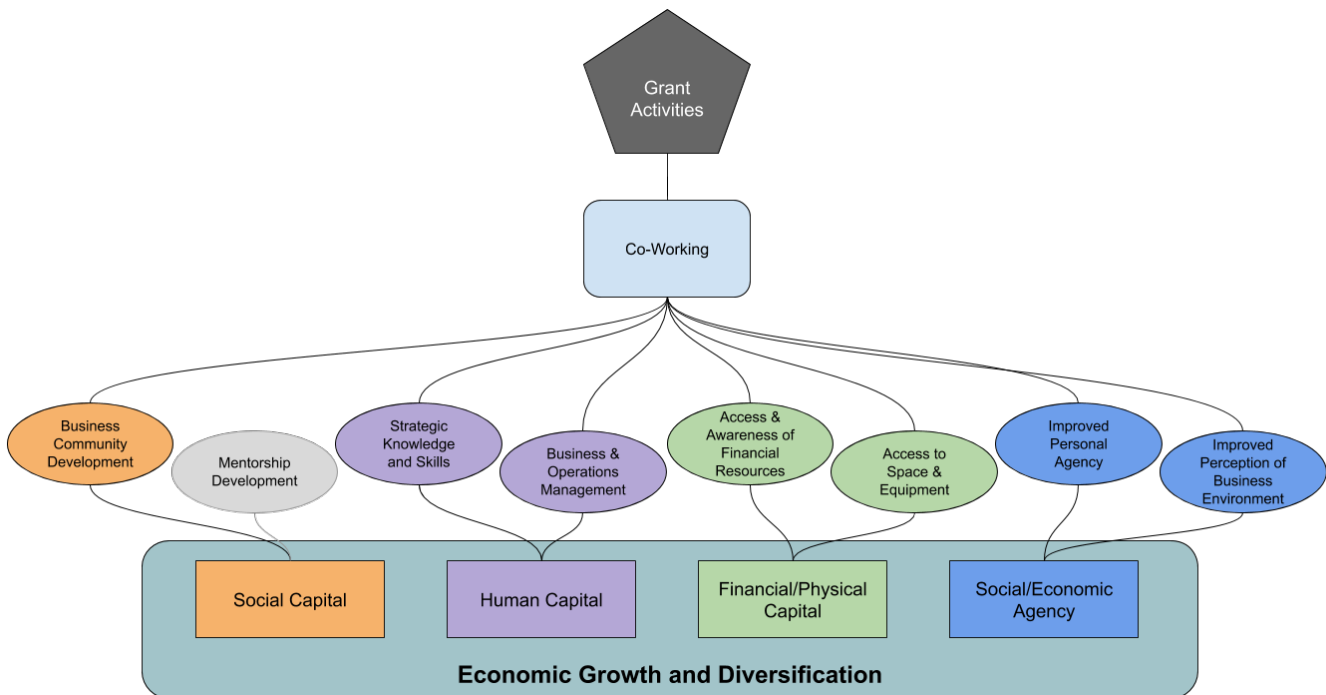 Grant
Activities
Co-Working
Business
Community
Development
Mentorship
Development
Strategic
Knowledge
and Skills
Business &
Operations
Management
Access &
Awareness of
Financial
Resources
Access to
Space &
Equipment
Improved
Personal
Agency
Improved
Perception of
Business
Environment
Social Capital
Human Capital
Financial/Physical
Capital
Social/Economic
Agency
Economic Growth and Diversification